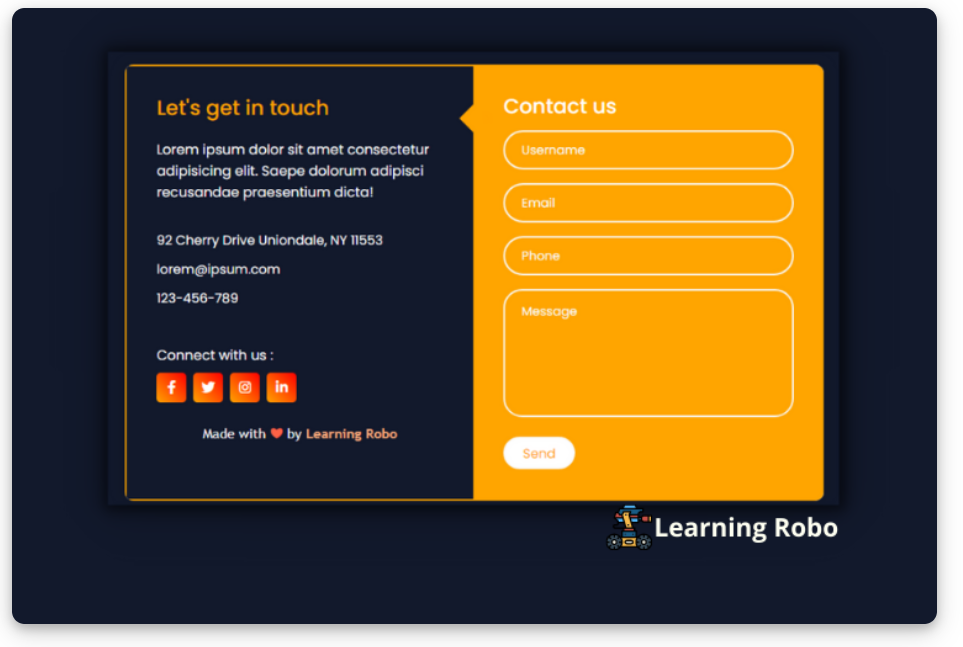 Let's get in touch
Lorem ipsum dolor sit amet consectetur
adipisicing elit. Saepe dolorum adipisci
recusandae praesentium dicta!
92 Cherry Drive Uniondale, NY 11553
lorem@ipsum.com
123-456-789
Connect with us :
Made with ❤ by Learning Robo
Contact us
Username
Email
Phone
Message
Send
Learning Robo